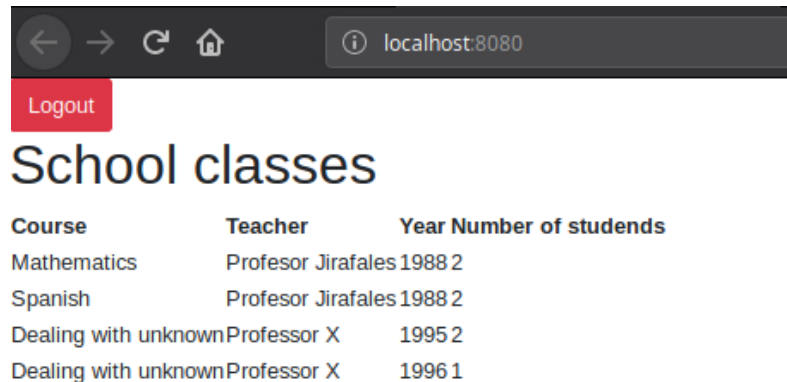 localhost:8080
Logout
School classes
Course Teacher Year Number of studends
Mathematics Profesor Jirafales 1988 2
Spanish Profesor Jirafales 1988 2
Dealing with unknown Professor X 1995 2
Dealing with unknown Professor X 1996 1